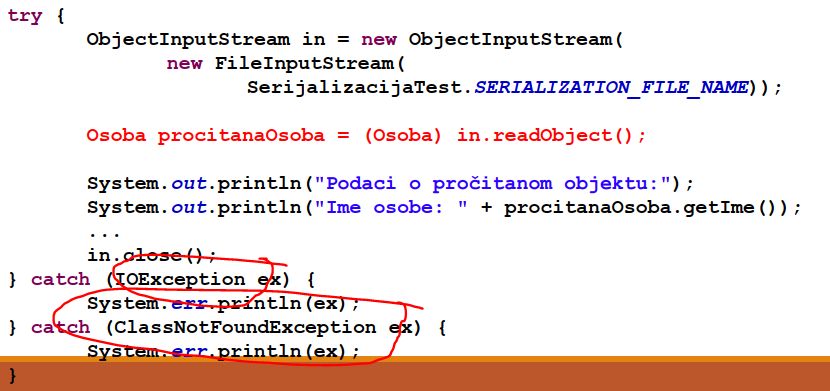 try {
ObjectInputStream in = new ObjectInputStream(
new FileInputStream(
SerijalizacijaTest.SERIALIZATION_FILE_NAME));
Osoba procitanaOsoba = (Osoba) in.readObject();
System.out.println("Podaci o pročitanom objektu:");
System.out.println("Ime osobe: " + procitanaOsoba.getIme());
...
in.close();
} catch (IOException ex) {
System.err.println(ex);
} catch (ClassNotFoundException ex) {
System.err.println(ex);
}